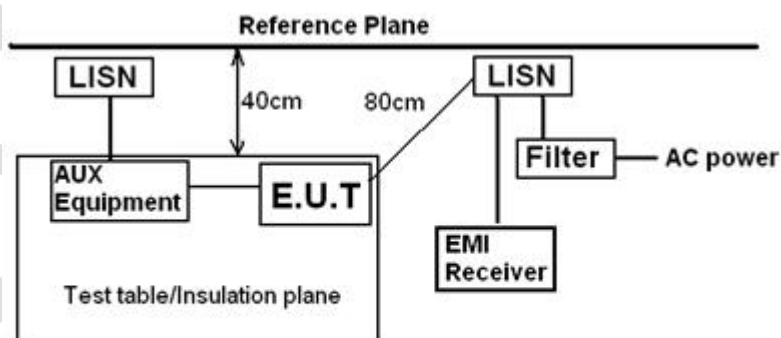 Reference Plane
LISN
LISN
40cm
80cm
Filter
AC power
AUX
Equipment
E.U.T
EMI
Receiver
Test table/Insulation plane